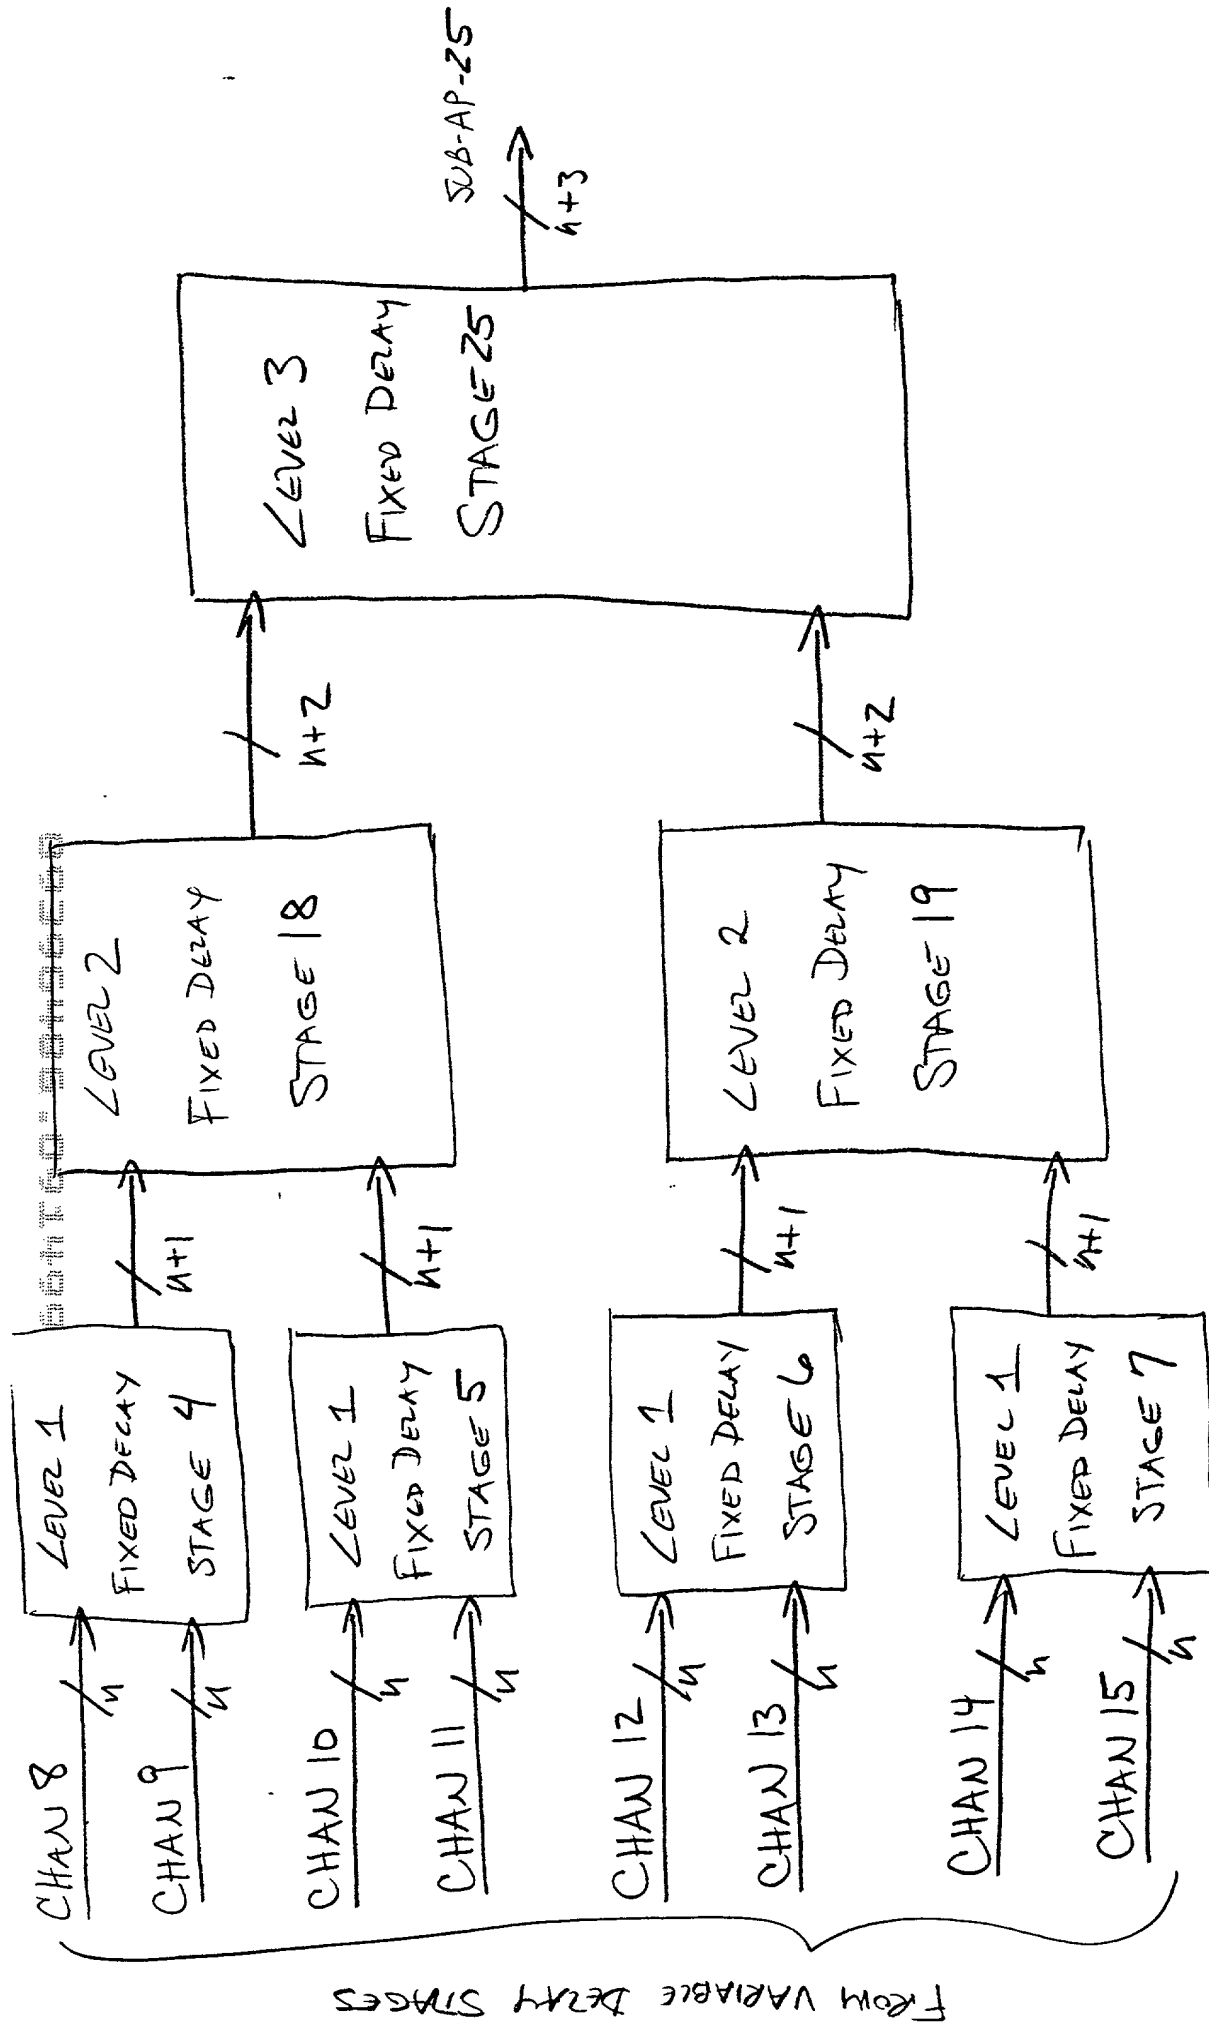 FROM VARIABLE DELAY STAGES
CHAN 8
n
CHAN 9
n
CHAN 10
n
CHAN 11
n
CHAN 12
n
CHAN 13
n
CHAN 14
n
CHAN 15
n
LEVEL 1
FIXED DELAY
STAGE 4
LEVEL 1
FIXED DELAY
STAGE 5
LEVEL 1
FIXED DELAY
STAGE 6
LEVEL 1
FIXED DELAY
STAGE 7
n+1
n+1
n+1
n+1
LEVEL 2
FIXED DELAY
STAGE 18
LEVEL 2
FIXED DELAY
STAGE 19
n+2
n+2
LEVEL 3
FIXED DELAY
STAGE 25
SUB-AP-25
n+3